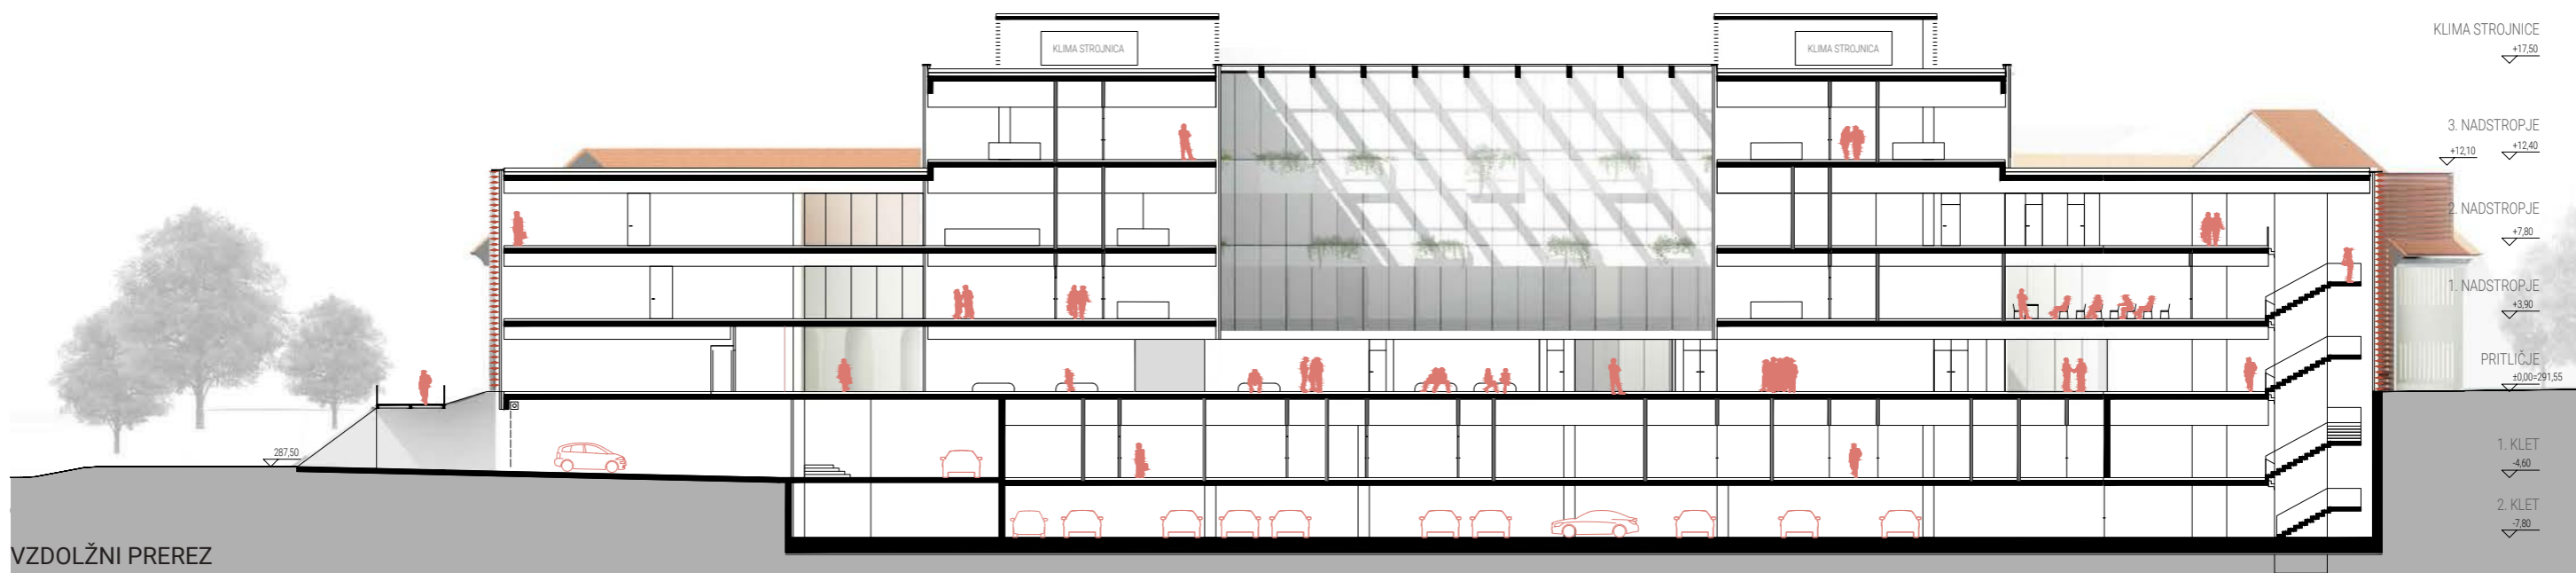 KLIMA STROJNICA
KLIMA STROJNICA
KLIMA STROJNICE
+17,50
3. NADSTROPJE
+12,10
+12,40
2. NADSTROPJE
+7,80
1. NADSTROPJE
+3,90
PRITLIČJE
±0,00=291,55
287,50
1. KLET
-4,60
2. KLET
-7,80
VZDOLŽNI PREREZ